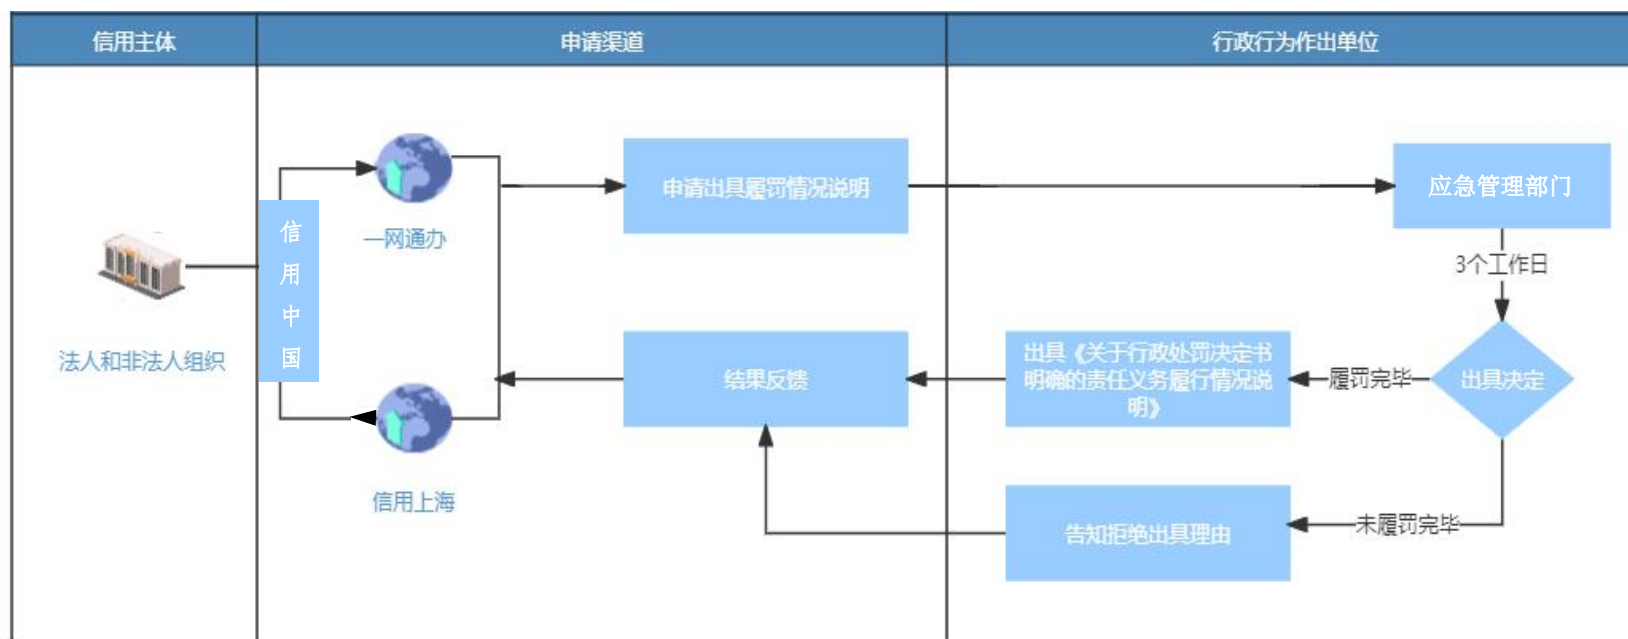 信用主体
申请渠道
行政行为作出单位
法人和非法人组织
信
用
中
国
一网通办
信用上海
申请出具履罚情况说明
应急管理部门
3个工作日
出具决定
履罚完毕
出具《关于行政处罚决定书
明确的责任义务履行情况说
明》
结果反馈
未履罚完毕
告知拒绝出具理由